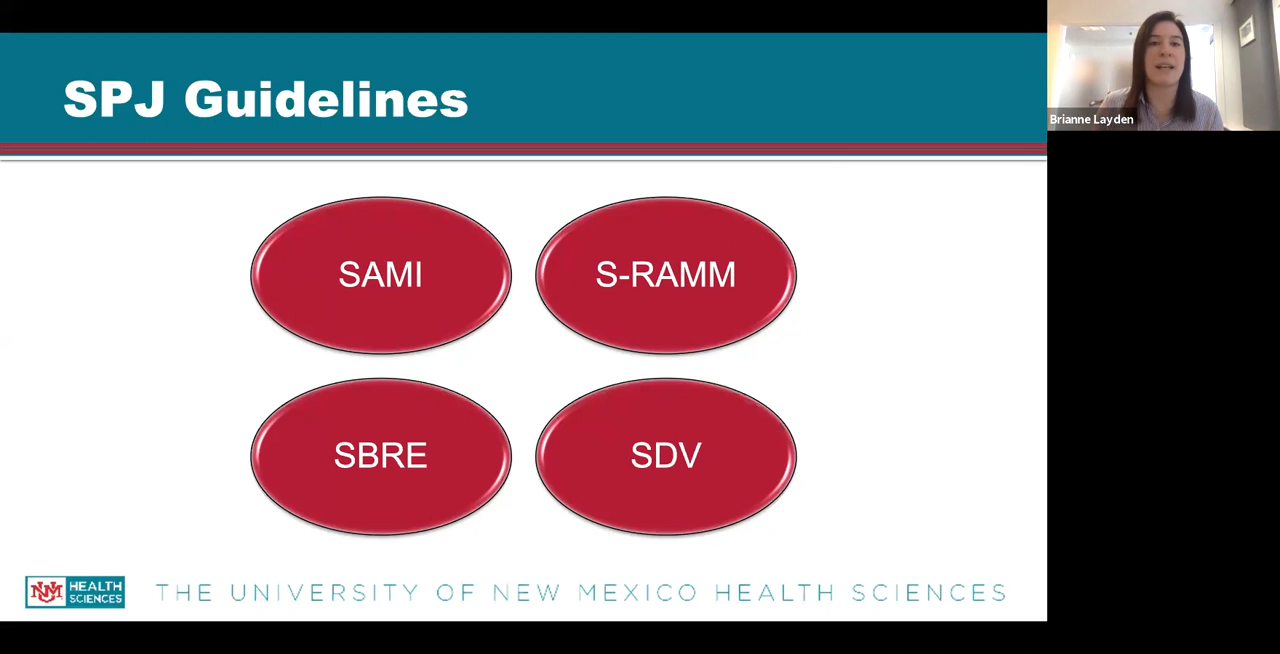 SPJ Guidelines
Brianne Layden
SAMI
S-RAMM
SBRE
SDV
UNM
HEALTH
SCIENCES
THE UNIVERSITY OF NEW MEXICO HEALTH SCIENCES